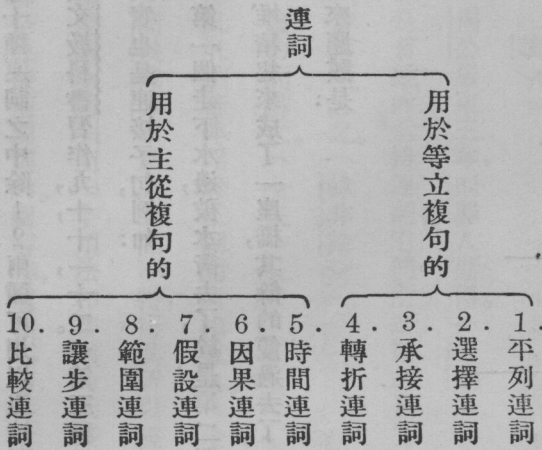 連詞
用於等立複句的
1. 平列連詞
2. 選擇連詞
3. 承接連詞
4. 轉折連詞
用於主從複句的
5. 時間連詞
6. 因果連詞
7. 假設連詞
8. 範圍連詞
9. 讓步連詞
10. 比較連詞